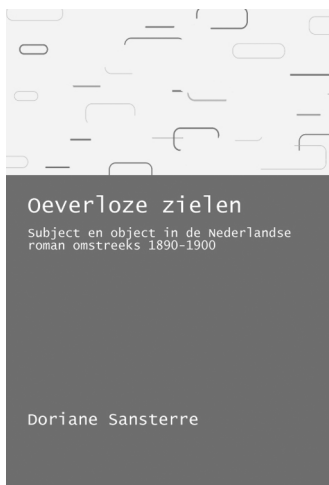 Oeverloze zielen
Subject en object in de Nederlandse
roman omstreeks 1890-1900
Doriane Sansterre